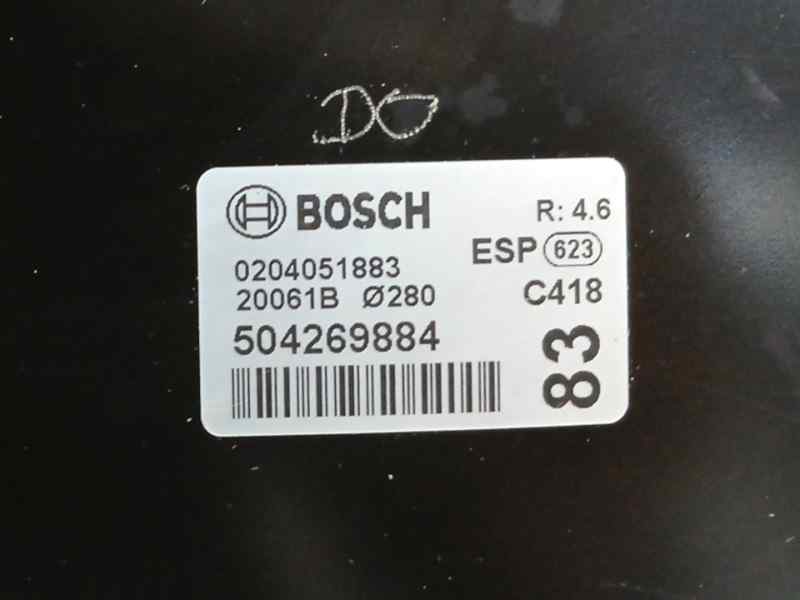 DO
BOSCH
R: 4.6
ESP 623
0204051883
20061B Ø280
C418
504269884
83